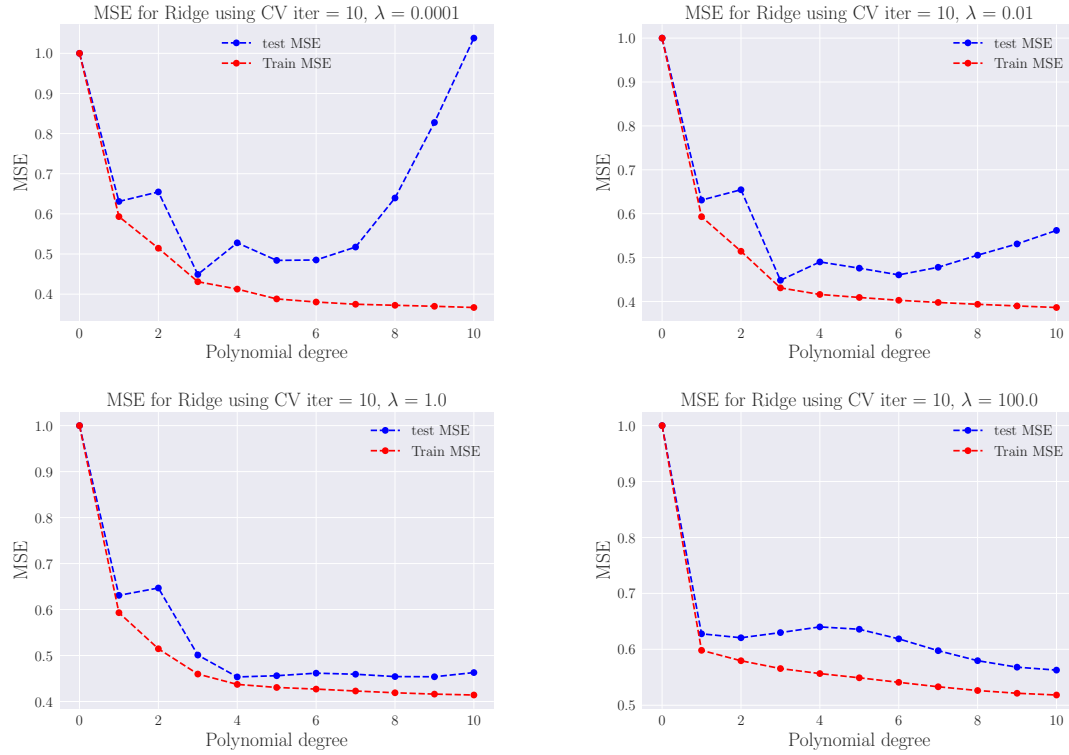 MSE for Ridge using CV iter = 10, λ = 0.0001
MSE
1.0
0.9
0.8
0.7
0.6
0.5
0.4
test MSE
Train MSE
0 2 4 6 8 10
Polynomial degree
MSE for Ridge using CV iter = 10, λ = 0.01
MSE
1.0
0.9
0.8
0.7
0.6
0.5
0.4
test MSE
Train MSE
0 2 4 6 8 10
Polynomial degree
MSE for Ridge using CV iter = 10, λ = 1.0
MSE
1.0
0.9
0.8
0.7
0.6
0.5
0.4
test MSE
Train MSE
0 2 4 6 8 10
Polynomial degree
MSE for Ridge using CV iter = 10, λ = 100.0
MSE
1.0
0.9
0.8
0.7
0.6
0.5
test MSE
Train MSE
0 2 4 6 8 10
Polynomial degree